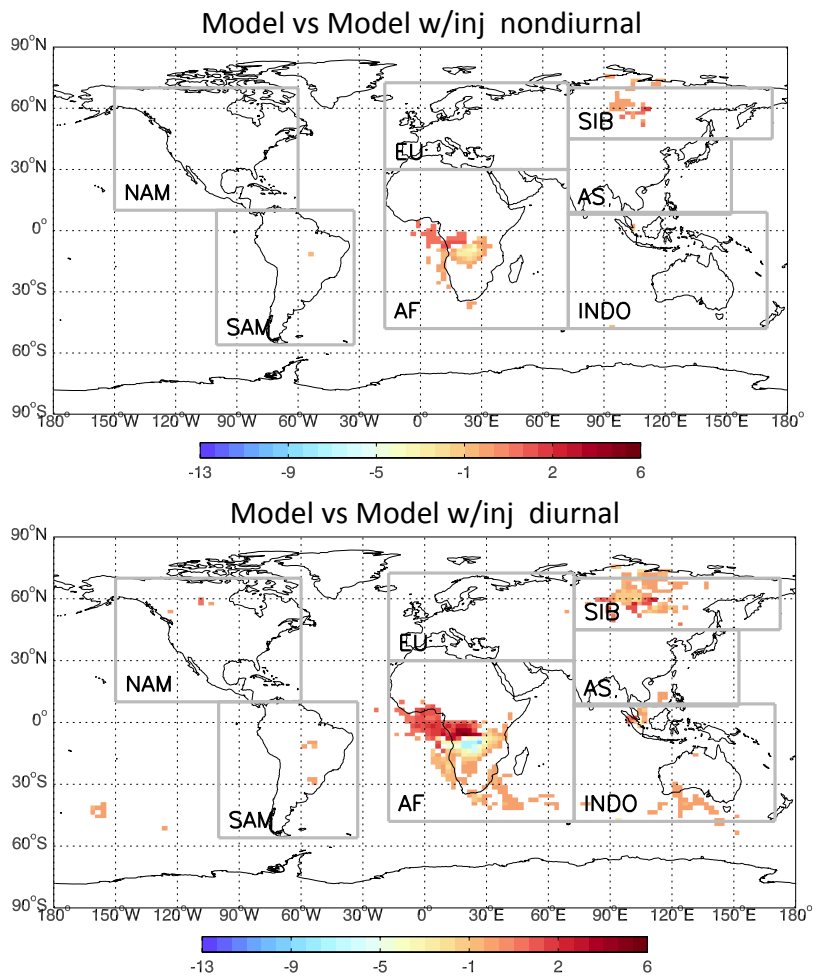 Model vs Model w/inj nondiurnal
90°N
60°N
30°N
0°
30°S
60°S
90°S
NAM
SAM
EU
AF
SIB
AS
INDO
180° 150°W 120°W 90°W 60°W 30°W 0° 30°E 60°E 90°E 120°E 150°E 180°
-13 -9 -5 -1 2 6
Model vs Model w/inj diurnal
90°N
60°N
30°N
0°
30°S
60°S
90°S
NAM
SAM
EU
AF
SIB
AS
INDO
180° 150°W 120°W 90°W 60°W 30°W 0° 30°E 60°E 90°E 120°E 150°E 180°
-13 -9 -5 -1 2 6